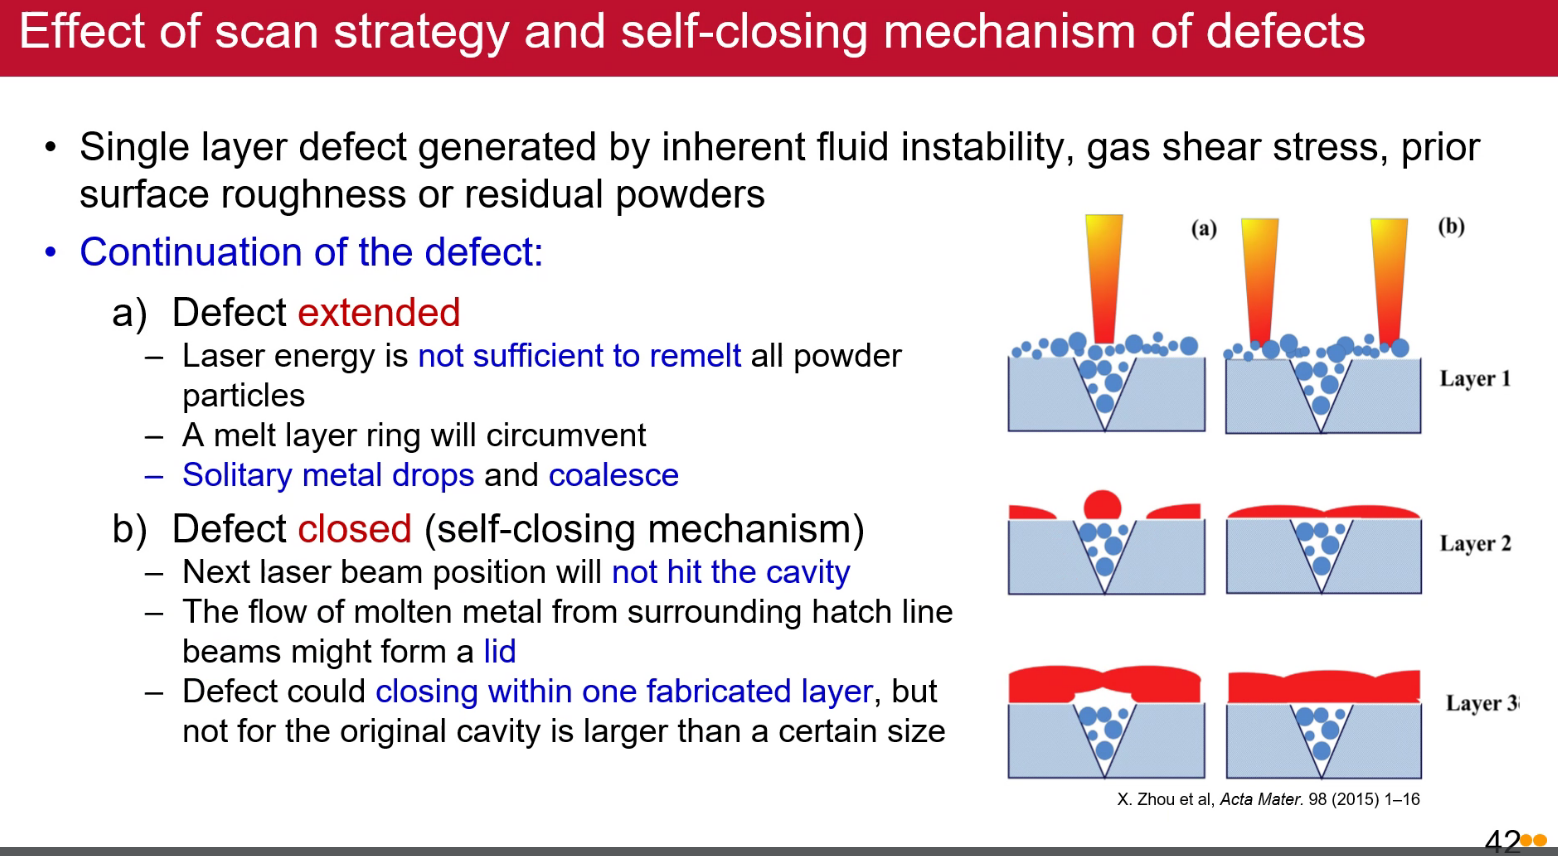 Effect of scan strategy and self-closing mechanism of defects
• Single layer defect generated by inherent fluid instability, gas shear stress, prior
surface roughness or residual powders
• Continuation of the defect:
a) Defect extended
– Laser energy is not sufficient to remelt all powder
particles
– A melt layer ring will circumvent
– Solitary metal drops and coalesce
b) Defect closed (self-closing mechanism)
– Next laser beam position will not hit the cavity
– The flow of molten metal from surrounding hatch line
beams might form a lid
– Defect could closing within one fabricated layer, but
not for the original cavity is larger than a certain size
(a)
(b)
Layer 1
Layer 2
Layer 3
X. Zhou et al, Acta Mater. 98 (2015) 1–16
42